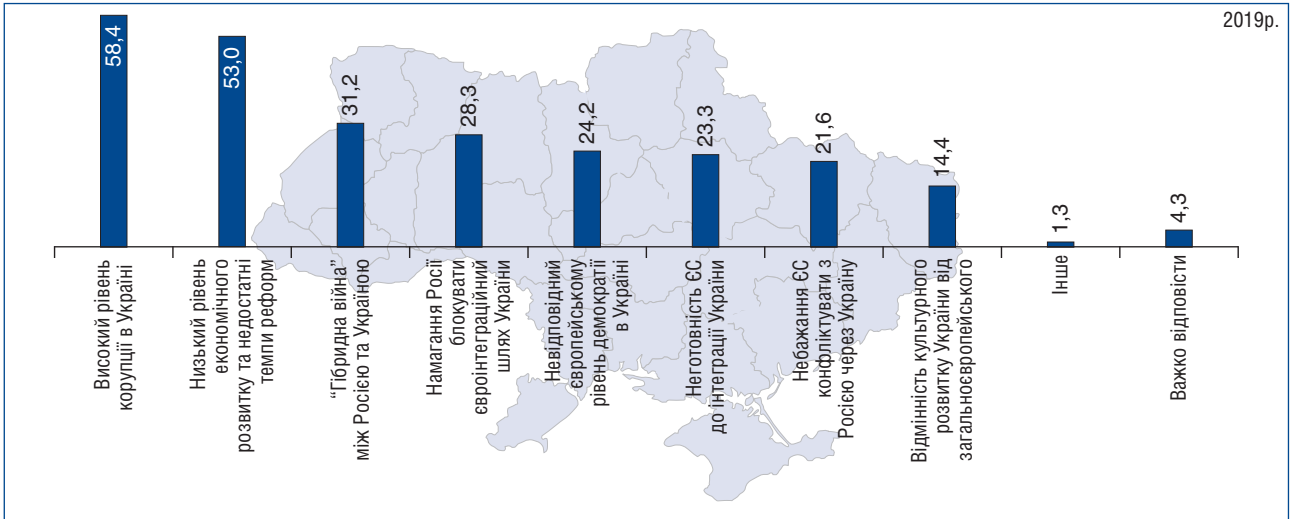 2019р.
58,4
53,0
31,2
28,3
24,2
23,3
21,6
14,4
1,3
4,3
Високий рівень
корупції в Україні
Низький рівень
економічного
розвитку та недостатні
темпи реформ
“Гібридна війна”
між Росією та Україною
Намагання Росії
блокувати
євроінтеграційний
шлях України
Невідповідний
європейському
рівень демократії
в Україні
Неготовність ЄС
до інтеграції України
Небажання ЄС
конфліктувати з
Росією через Україну
Відмінність культурного
розвитку України від
загальноєвропейського
Інше
Важко відповісти